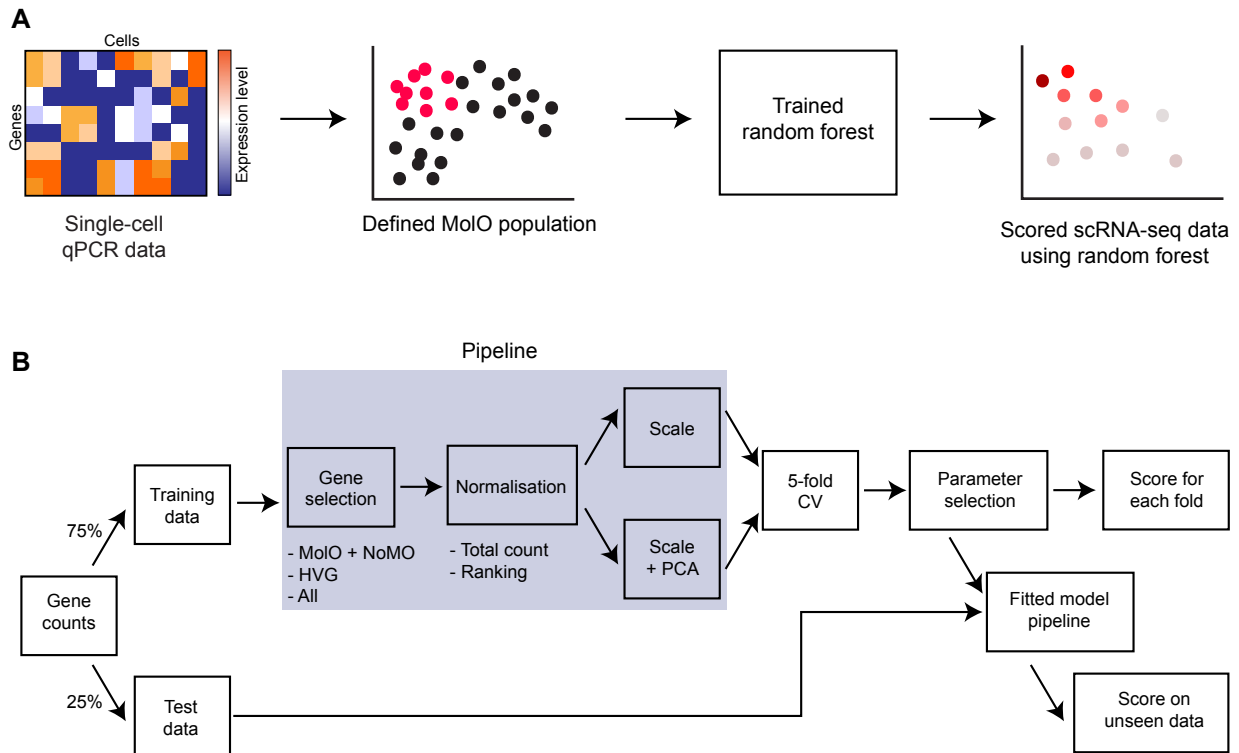 A
Cells
Genes
Expression level
Single-cell
qPCR data
Defined MolO population
Trained
random forest
Scored scRNA-seq data
using random forest
B
Pipeline
Gene
counts
75%
25%
Training
data
Test
data
Gene
selection
- MolO + NoMO
- HVG
- All
Normalisation
- Total count
- Ranking
Scale
Scale
+ PCA
5-fold
CV
Parameter
selection
Score for
each fold
Fitted model
pipeline
Score on
unseen data